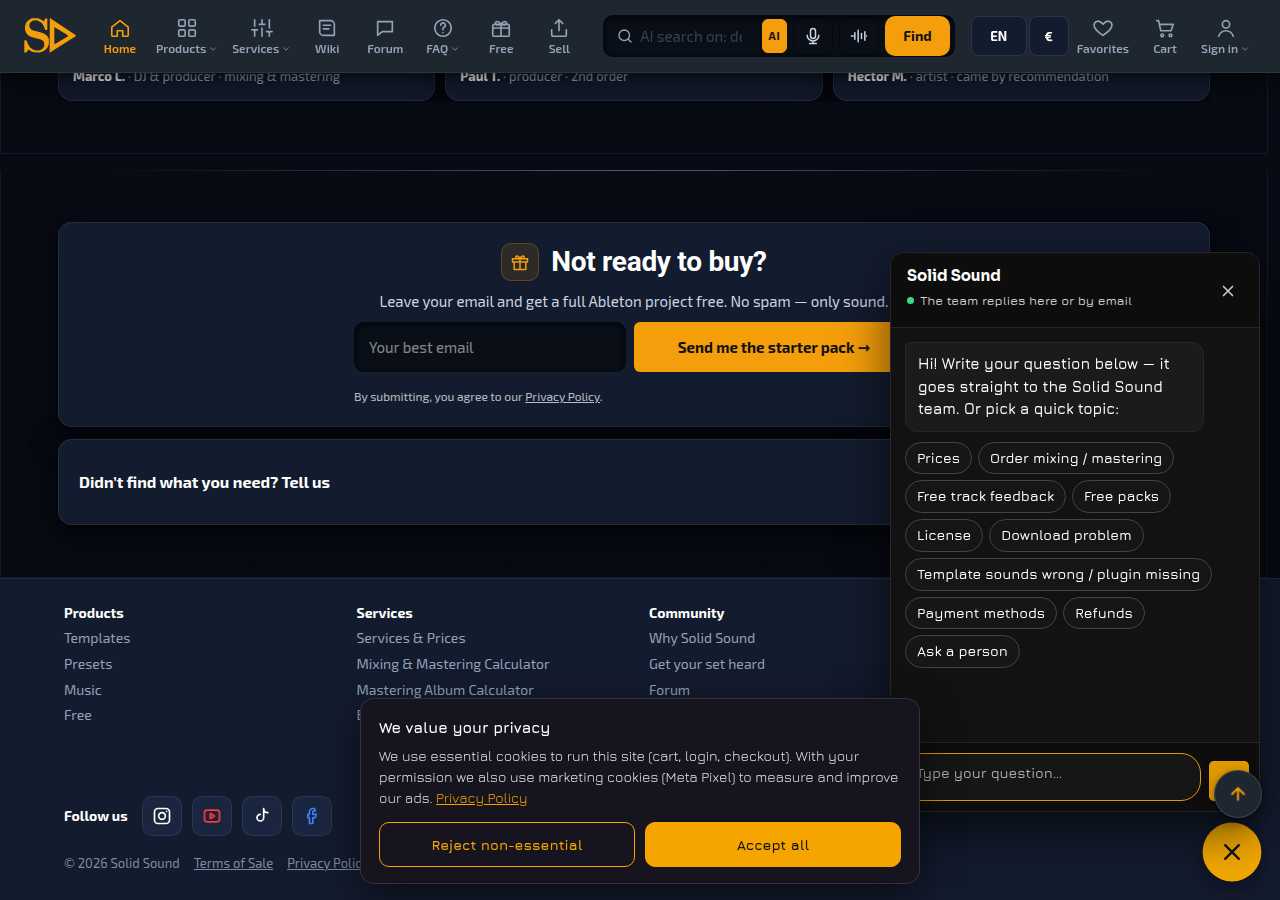 SD
Home
Products
Services
Wiki
Forum
FAQ
Free
Sell
AI search on:
AI
Find
EN
€
Favorites
Cart
Sign in
Marco L. · DJ & producer · mixing & mastering
Paul T. · producer · 2nd order
Hector M. · artist · came by recommendation
Not ready to buy?
Leave your email and get a full Ableton project free. No spam — only sound.
Your best email
Send me the starter pack →
By submitting, you agree to our Privacy Policy.
Didn't find what you need? Tell us
Solid Sound
The team replies here or by email
Hi! Write your question below — it
goes straight to the Solid Sound
team. Or pick a quick topic:
Prices
Order mixing / mastering
Free track feedback
Free packs
License
Download problem
Template sounds wrong / plugin missing
Payment methods
Refunds
Ask a person
Type your question...
Products
Templates
Presets
Music
Free
Services
Services & Prices
Mixing & Mastering Calculator
Mastering Album Calculator
Community
Why Solid Sound
Get your set heard
Forum
Follow us
© 2026 Solid Sound
Terms of Sale
Privacy
We value your privacy
We use essential cookies to run this site (cart, login, checkout). With your
permission we also use marketing cookies (Meta Pixel) to measure and improve
our ads. Privacy Policy
Reject non-essential
Accept all